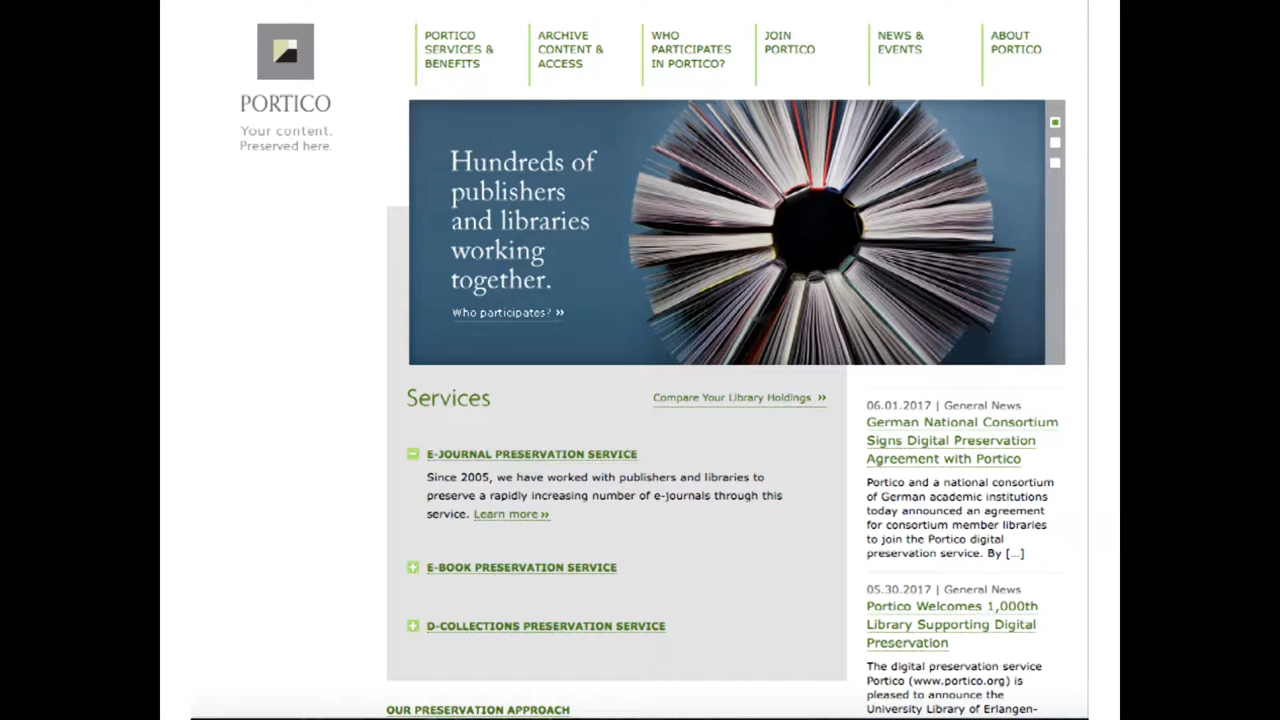 PORTICO
Your content.
Preserved here.
PORTICO
SERVICES &
BENEFITS
ARCHIVE
CONTENT &
ACCESS
WHO
PARTICIPATES
IN PORTICO?
JOIN
PORTICO
NEWS &
EVENTS
ABOUT
PORTICO
Hundreds of
publishers
and libraries
working
together.
Who participates? »
Services
Compare Your Library Holdings »
E-JOURNAL PRESERVATION SERVICE
Since 2005, we have worked with publishers and libraries to
preserve a rapidly increasing number of e-journals through this
service. Learn more »
E-BOOK PRESERVATION SERVICE
D-COLLECTIONS PRESERVATION SERVICE
OUR PRESERVATION APPROACH
06.01.2017 | General News
German National Consortium
Signs Digital Preservation
Agreement with Portico
Portico and a national consortium
of German academic institutions
today announced an agreement
for consortium member libraries
to join the Portico digital
preservation service. By [...]
05.30.2017 | General News
Portico Welcomes 1,000th
Library Supporting Digital
Preservation
The digital preservation service
Portico (www.portico.org) is
pleased to announce the
University Library of Erlangen-